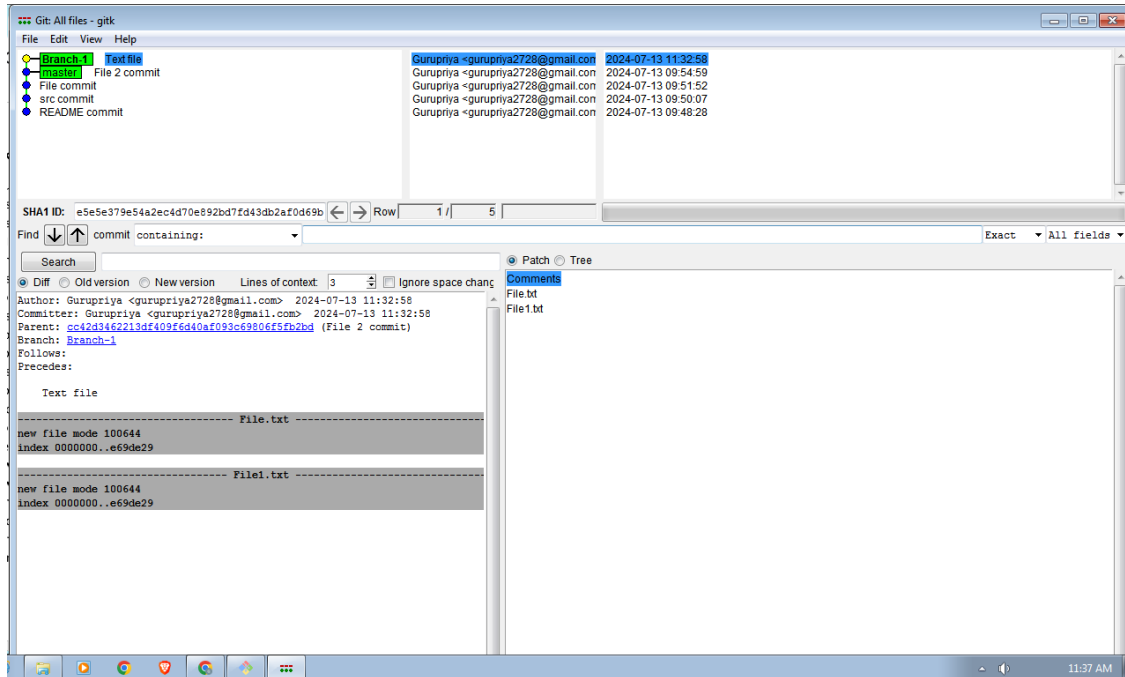 Git: All files - gitk
File Edit View Help
Branch-1 Text file Gurupriya <gurupriya2728@gmail.com 2024-07-13 11:32:58
master File 2 commit Gurupriya <gurupriya2728@gmail.com 2024-07-13 09:54:59
File commit Gurupriya <gurupriya2728@gmail.com 2024-07-13 09:51:52
src commit Gurupriya <gurupriya2728@gmail.com 2024-07-13 09:50:07
README commit Gurupriya <gurupriya2728@gmail.com 2024-07-13 09:48:28
SHA1 ID: e5e5e379e54a2ec4d70e892bd7fd43db2af0d69b Row 1 / 5
Find commit containing: Exact All fields
Search
Patch Tree
Diff Old version New version Lines of context: 3 Ignore space chang
Author: Gurupriya <gurupriya2728@gmail.com> 2024-07-13 11:32:58
Committer: Gurupriya <gurupriya2728@gmail.com> 2024-07-13 11:32:58
Parent: cc42d3462213df409f6d40af093c69806f5fb2bd (File 2 commit)
Branch: Branch-1
Follows:
Precedes:
Text file
---------------------------------- File.txt ------------------------------
new file mode 100644
index 0000000..e69de29
--------------------------------- File1.txt ------------------------------
new file mode 100644
index 0000000..e69de29
Comments
File.txt
File1.txt
11:37 AM